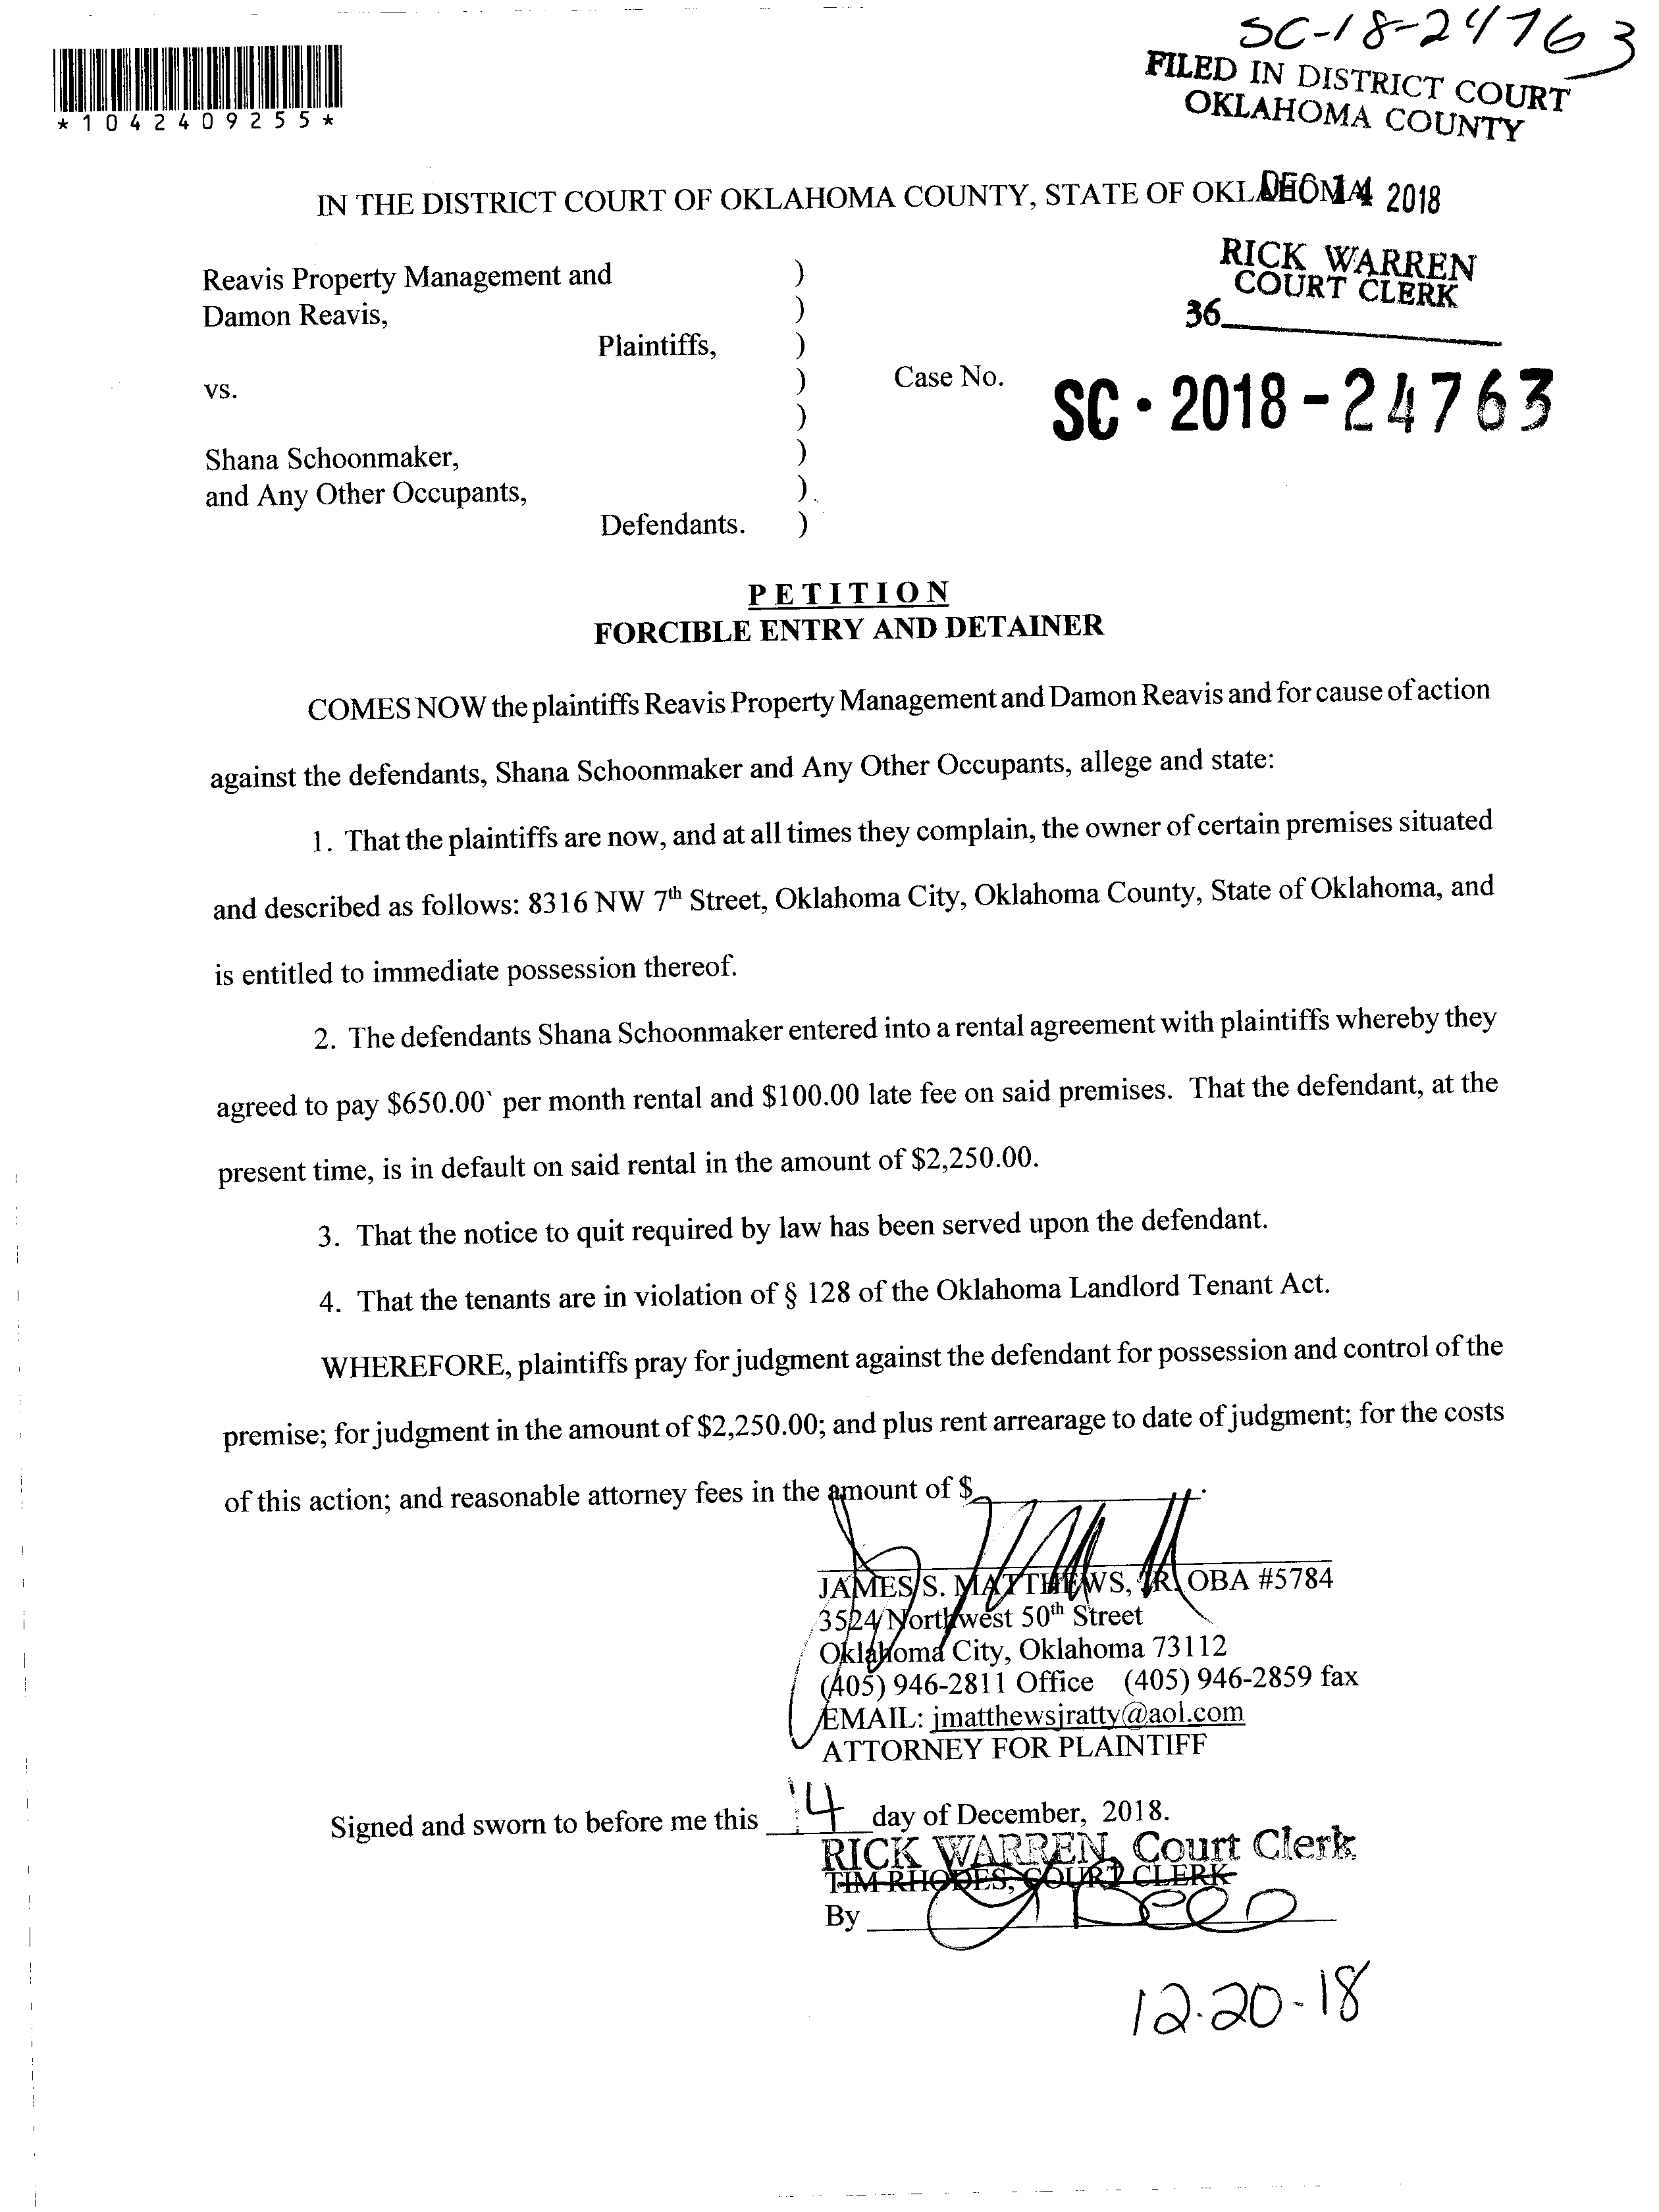 SC-18-24763
FILED IN DISTRICT COURT
OKLAHOMA COUNTY
*1042409255*
IN THE DISTRICT COURT OF OKLAHOMA COUNTY, STATE OF OKLAHOMA
DEC 14 2018
RICK WARREN
COURT CLERK
36
Reavis Property Management and )
Damon Reavis, )
Plaintiffs, )
vs. ) Case No. SC-2018-24763
)
Shana Schoonmaker, )
and Any Other Occupants, )
Defendants. )
PETITION
FORCIBLE ENTRY AND DETAINER
COMES NOW the plaintiffs Reavis Property Management and Damon Reavis and for cause of action
against the defendants, Shana Schoonmaker and Any Other Occupants, allege and state:
1. That the plaintiffs are now, and at all times they complain, the owner of certain premises situated
and described as follows: 8316 NW 7th Street, Oklahoma City, Oklahoma County, State of Oklahoma, and
is entitled to immediate possession thereof.
2. The defendants Shana Schoonmaker entered into a rental agreement with plaintiffs whereby they
agreed to pay $650.00` per month rental and $100.00 late fee on said premises. That the defendant, at the
present time, is in default on said rental in the amount of $2,250.00.
3. That the notice to quit required by law has been served upon the defendant.
4. That the tenants are in violation of § 128 of the Oklahoma Landlord Tenant Act.
WHEREFORE, plaintiffs pray for judgment against the defendant for possession and control of the
premise; for judgment in the amount of $2,250.00; and plus rent arrearage to date of judgment; for the costs
of this action; and reasonable attorney fees in the amount of $ .
JAMES S. MATTHEWS, JR. OBA #5784
3524 Northwest 50th Street
Oklahoma City, Oklahoma 73112
(405) 946-2811 Office (405) 946-2859 fax
EMAIL: jmatthewsjratty@aol.com
ATTORNEY FOR PLAINTIFF
Signed and sworn to before me this 14 day of December, 2018.
RICK WARREN, Court Clerk
TIM RHODES, COURT CLERK
By
12-20-18